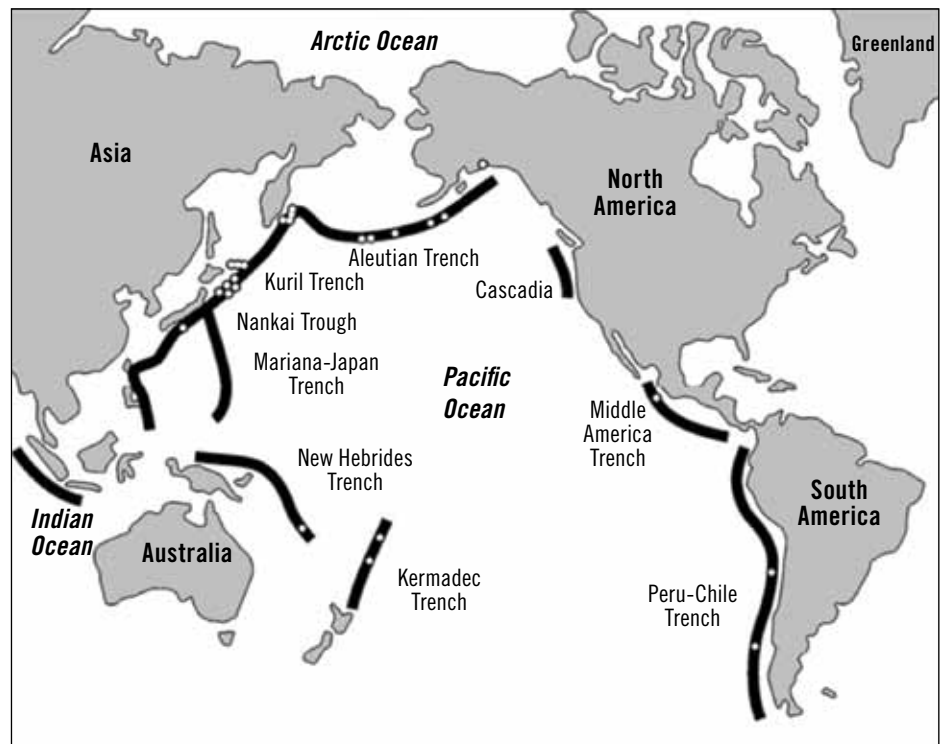 Arctic Ocean
Greenland
Asia
North
America
Aleutian Trench
Kuril Trench
Cascadia
Nankai Trough
Mariana-Japan
Trench
Pacific
Ocean
Middle
America
Trench
New Hebrides
Trench
South
America
Indian
Ocean
Australia
Kermadec
Trench
Peru-Chile
Trench